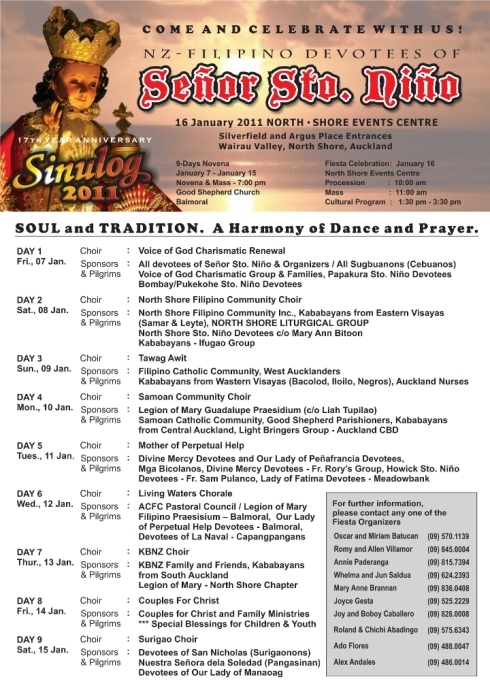 COME AND CELEBRATE WITH US!
NZ-FILIPINO DEVOTEES OF
Señor Sto. Niño
16 January 2011 NORTH • SHORE EVENTS CENTRE
Silverfield and Argus Place Entrances
Wairau Valley, North Shore, Auckland
17TH YEAR ANNIVERSARY
Sinulog
2011
9-Days Novena
January 7 - January 15
Novena & Mass - 7:00 pm
Good Shepherd Church
Balmoral
Fiesta Celebration: January 16
North Shore Events Centre
Procession : 10:00 am
Mass : 11:00 am
Cultural Program : 1:30 pm - 3:30 pm
SOUL and TRADITION. A Harmony of Dance and Prayer.
DAY 1 Choir : Voice of God Charismatic Renewal
Fri., 07 Jan. Sponsors : All devotees of Señor Sto. Niño & Organizers / All Sugbuanons (Cebuanos)
& Pilgrims Voice of God Charismatic Group & Families, Papakura Sto. Niño Devotees
Bombay/Pukekohe Sto. Niño Devotees
DAY 2 Choir : North Shore Filipino Community Choir
Sat., 08 Jan. Sponsors : North Shore Filipino Community Inc., Kababayans from Eastern Visayas
& Pilgrims (Samar & Leyte), NORTH SHORE LITURGICAL GROUP
North Shore Sto. Niño Devotees c/o Mary Ann Bitoon
Kababayans - Ifugao Group
DAY 3 Choir : Tawag Awit
Sun., 09 Jan. Sponsors : Filipino Catholic Community, West Aucklanders
& Pilgrims Kababayans from Wastern Visayas (Bacolod, Iloilo, Negros), Auckland Nurses
DAY 4 Choir : Samoan Community Choir
Mon., 10 Jan. Sponsors : Legion of Mary Guadalupe Praesidium (c/o Liah Tupilao)
& Pilgrims Samoan Catholic Community, Good Shepherd Parishioners, Kababayans
from Central Auckland, Light Bringers Group - Auckland CBD
DAY 5 Choir : Mother of Perpetual Help
Tues., 11 Jan. Sponsors : Divine Mercy Devotees and Our Lady of Peñafrancia Devotees,
& Pilgrims Mga Bicolanos, Divine Mercy Devotees - Fr. Rory's Group, Howick Sto. Niño
Devotees - Fr. Sam Pulanco, Lady of Fatima Devotees - Meadowbank
DAY 6 Choir : Living Waters Chorale
Wed., 12 Jan. Sponsors : ACFC Pastoral Council / Legion of Mary
& Pilgrims Filipino Praesisium – Balmoral, Our Lady
of Perpetual Help Devotees - Balmoral,
Devotees of La Naval - Capangpangans
DAY 7 Choir : KBNZ Choir
Thur., 13 Jan. Sponsors : KBNZ Family and Friends, Kababayans
& Pilgrims from South Auckland
Legion of Mary - North Shore Chapter
DAY 8 Choir : Couples For Christ
Fri., 14 Jan. Sponsors : Couples for Christ and Family Ministries
& Pilgrims *** Special Blessings for Children & Youth
DAY 9 Choir : Surigao Choir
Sat., 15 Jan. Sponsors : Devotees of San Nicholas (Surigaonons)
& Pilgrims Nuestra Señora dela Soledad (Pangasinan)
Devotees of Our Lady of Manaoag
For further information,
please contact any one of the
Fiesta Organizers
Oscar and Miriam Batucan (09) 570.1139
Romy and Allen Villamor (09) 845.0004
Annie Paderanga (09) 815.7394
Whelma and Jun Saldua (09) 624.2393
Mary Anne Brannan (09) 836.0408
Joyce Gesta (09) 525.2229
Joy and Boboy Caballero (09) 828.0008
Roland & Chichi Abadingo (09) 575.6343
Ado Flores (09) 488.0047
Alex Andales (09) 486.0014